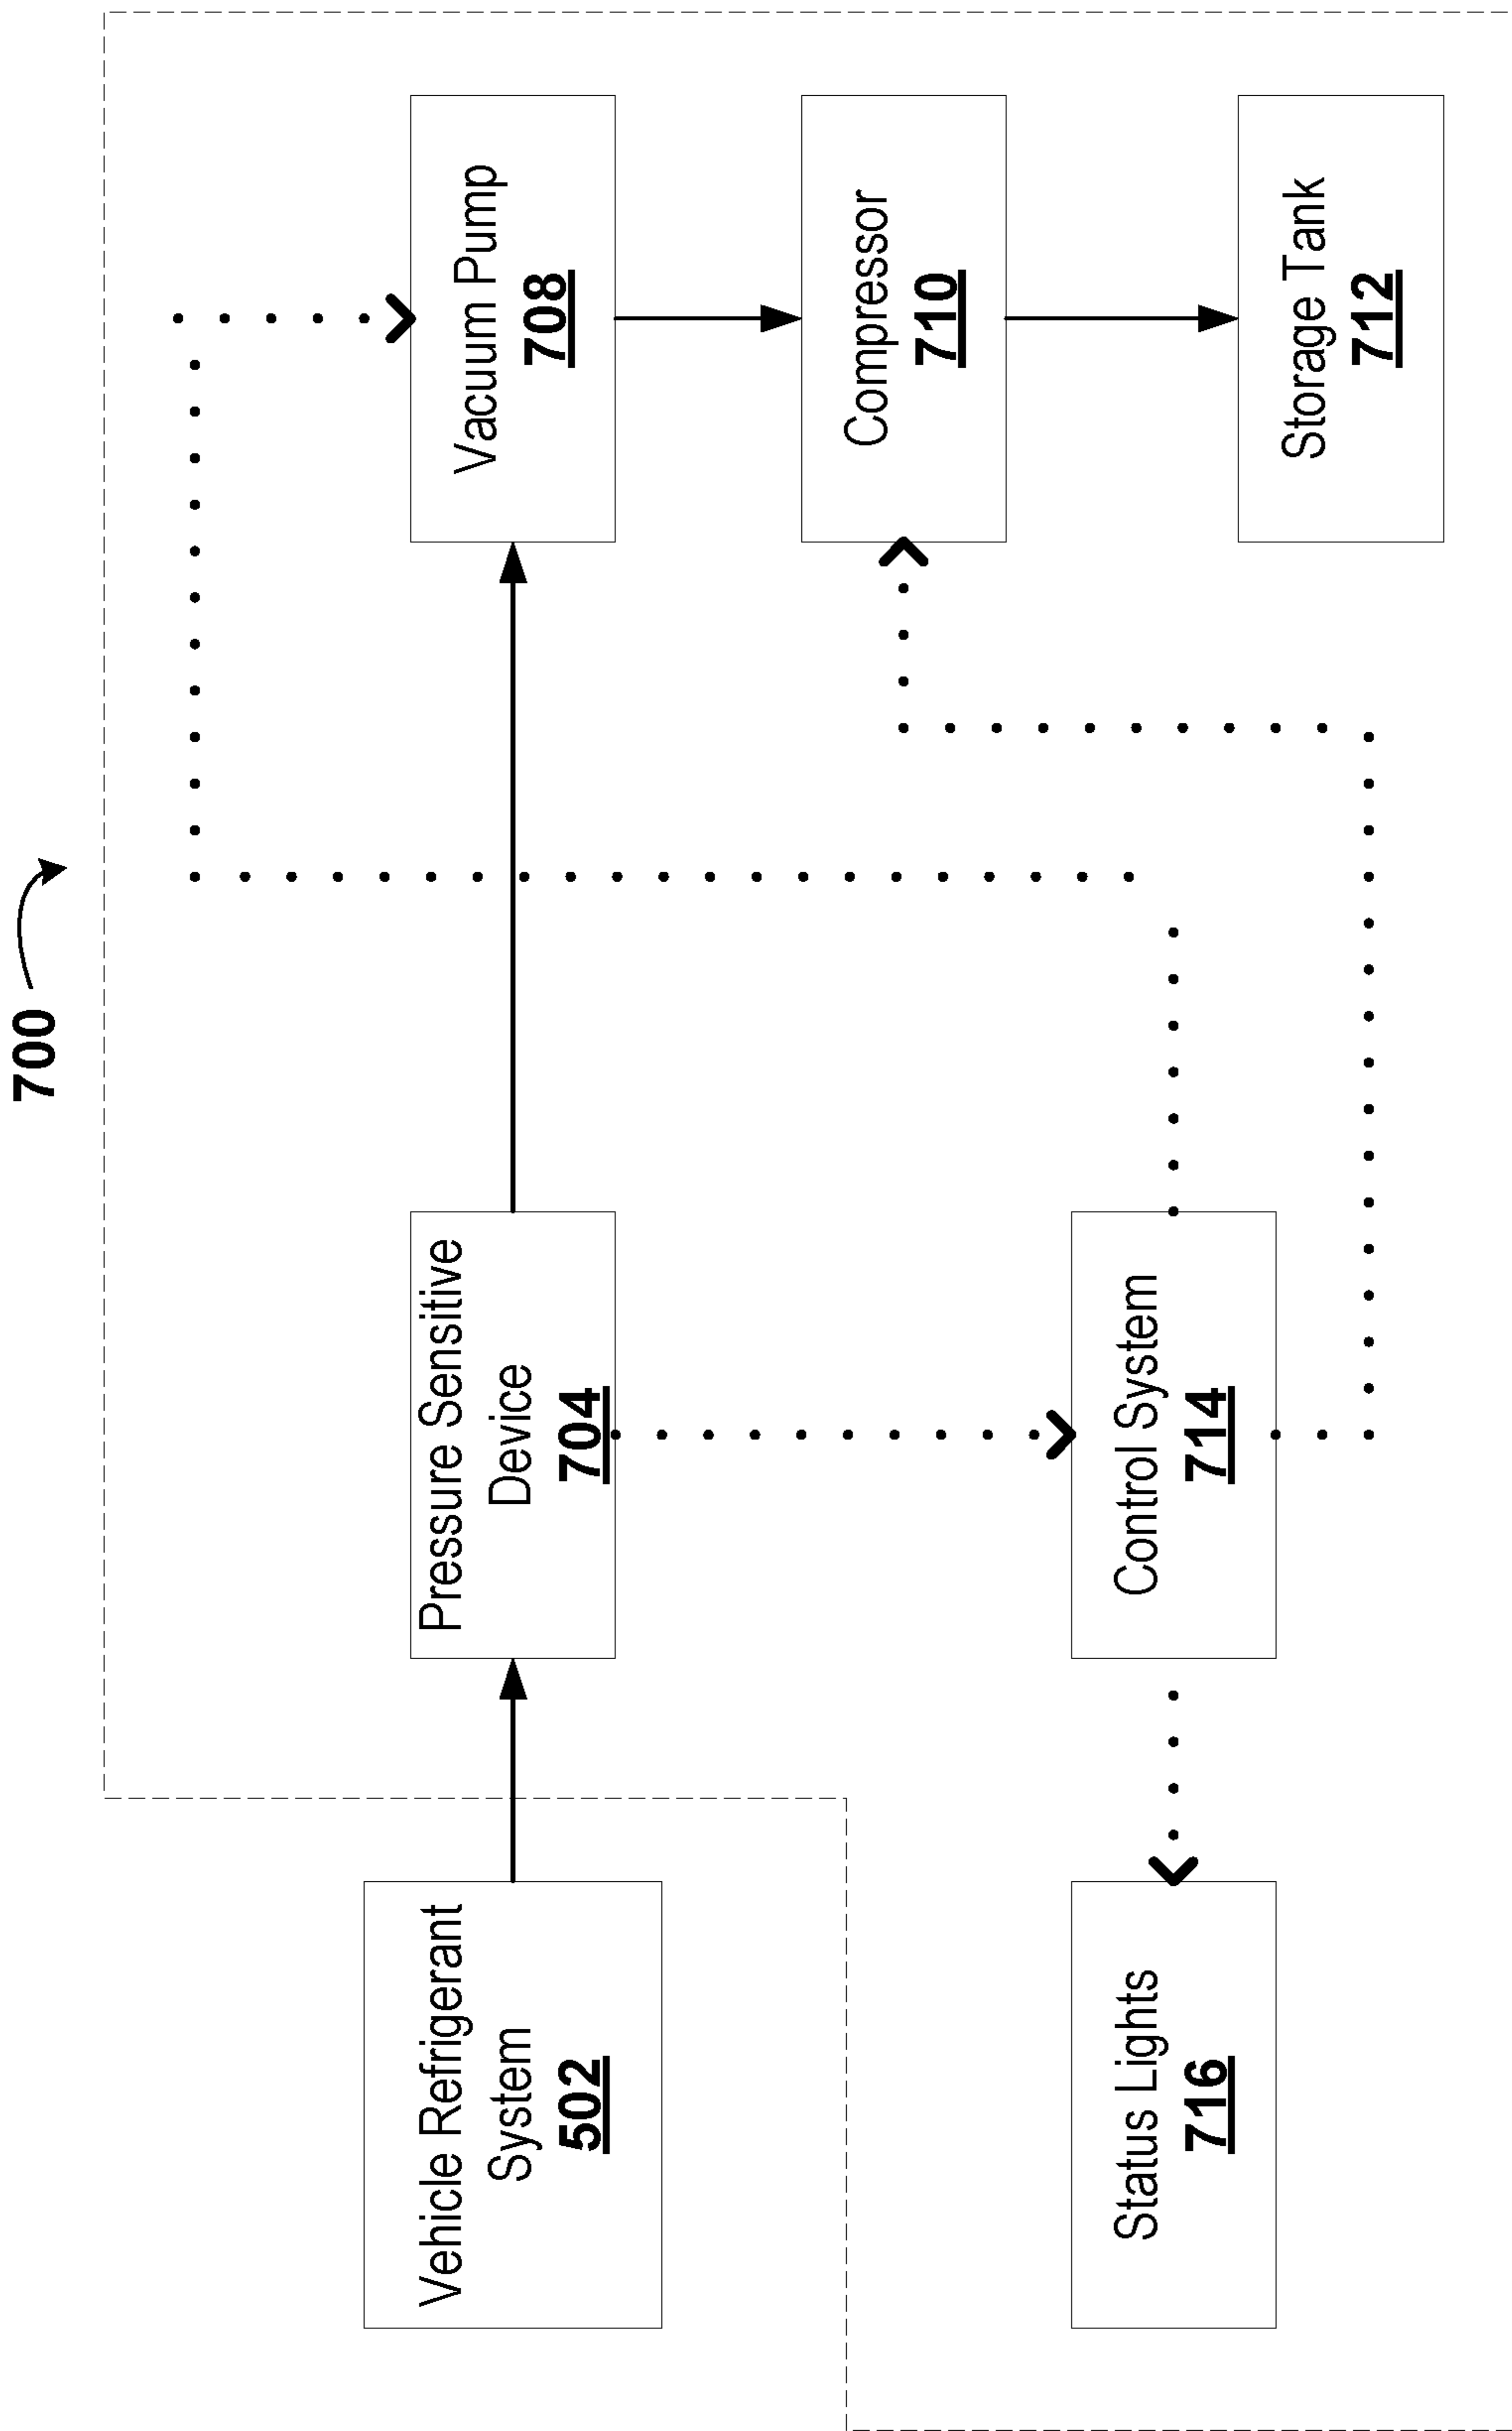 700
Vehicle Refrigerant
System
502
Pressure Sensitive
Device
704
Vacuum Pump
708
Compressor
710
Status Lights
716
Control System
714
Storage Tank
712